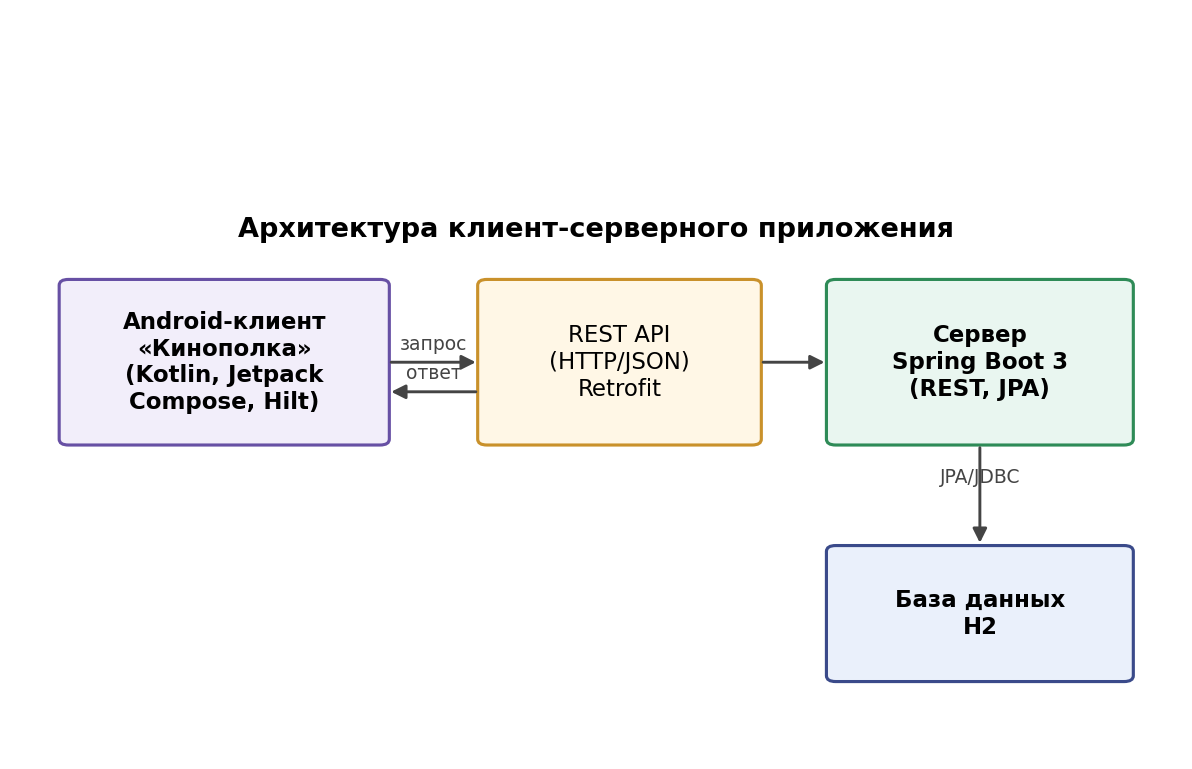 Архитектура клиент-серверного приложения
Android-клиент
«Кинополка»
(Kotlin, Jetpack
Compose, Hilt)
запрос
ответ
REST API
(HTTP/JSON)
Retrofit
Сервер
Spring Boot 3
(REST, JPA)
JPA/JDBC
База данных
H2